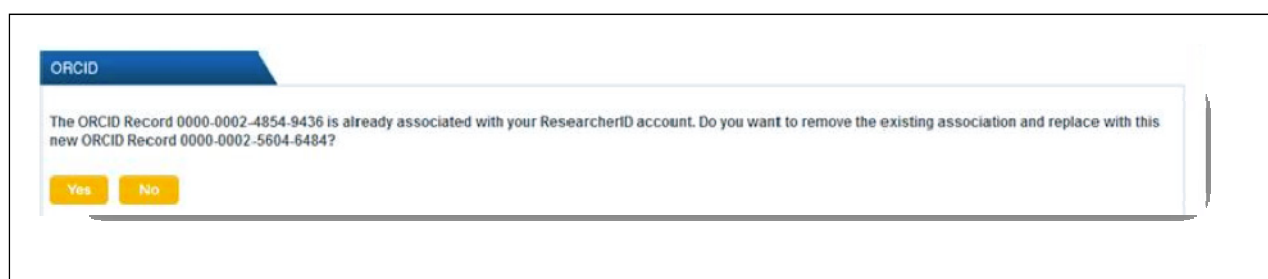 ORCID
The ORCID Record 0000-0002-4854-9436 is already associated with your ResearcherID account. Do you want to remove the existing association and replace with this
new ORCID Record 0000-0002-5604-6484?
Yes No